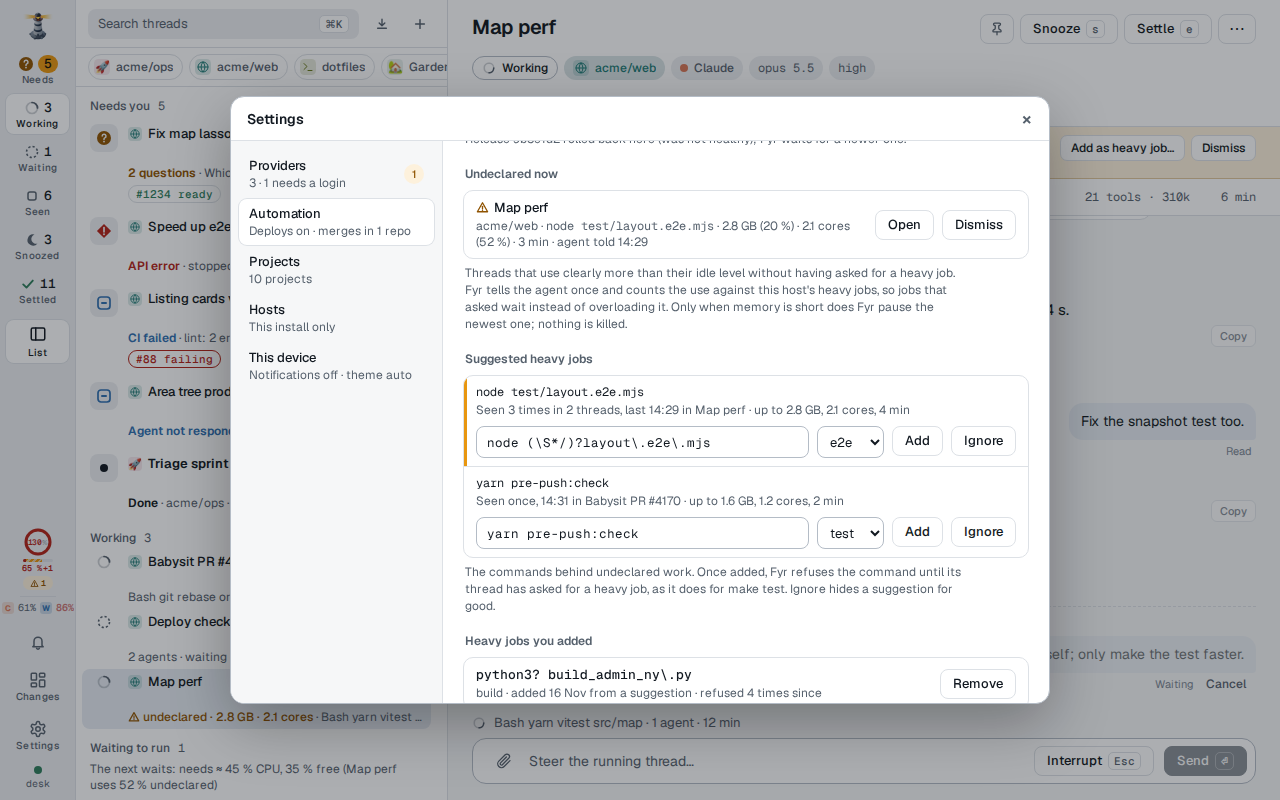 Search threads
⌘K
Map perf
Snooze s
Settle e
5
Needs
3
Working
1
Waiting
6
Seen
3
Snoozed
11
Settled
List
130%
65 %+1
1
C 61% W 86%
Changes
Settings
desk
acme/ops
acme/web
dotfiles
Garden
Working
acme/web
Claude
opus 5.5
high
Needs you 5
Fix map lasso
2 questions · Which
#1234 ready
Speed up e2e
API error · stopped
Listing cards
CI failed · lint: 2 er
#88 failing
Area tree prod
Agent not respon
Triage sprint
Done · acme/ops ·
Working 3
Babysit PR #4
Bash git rebase or
Deploy check
2 agents · waiting
Map perf
undeclared · 2.8 GB · 2.1 cores · Bash yarn vitest …
Waiting to run 1
The next waits: needs ≈ 45 % CPU, 35 % free (Map perf
uses 52 % undeclared)
Settings
×
Providers
3 · 1 needs a login
1
Automation
Deploys on · merges in 1 repo
Projects
10 projects
Hosts
This install only
This device
Notifications off · theme auto
Undeclared now
Map perf
acme/web · node test/layout.e2e.mjs · 2.8 GB (20 %) · 2.1 cores
(52 %) · 3 min · agent told 14:29
Open
Dismiss
Threads that use clearly more than their idle level without having asked for a heavy job.
Fyr tells the agent once and counts the use against this host's heavy jobs, so jobs that
asked wait instead of overloading it. Only when memory is short does Fyr pause the
newest one; nothing is killed.
Suggested heavy jobs
node test/layout.e2e.mjs
Seen 3 times in 2 threads, last 14:29 in Map perf · up to 2.8 GB, 2.1 cores, 4 min
node (\S*/)?layout\.e2e\.mjs
e2e
Add
Ignore
yarn pre-push:check
Seen once, 14:31 in Babysit PR #4170 · up to 1.6 GB, 1.2 cores, 2 min
yarn pre-push:check
test
Add
Ignore
The commands behind undeclared work. Once added, Fyr refuses the command until its
thread has asked for a heavy job, as it does for make test. Ignore hides a suggestion for
good.
Heavy jobs you added
python3? build_admin_ny\.py
build · added 16 Nov from a suggestion · refused 4 times since
Remove
Add as heavy job…
Dismiss
21 tools · 310k
6 min
s.
Copy
Fix the snapshot test too.
Read
Copy
self; only make the test faster.
Waiting
Cancel
Bash yarn vitest src/map · 1 agent · 12 min
Steer the running thread…
Interrupt Esc
Send